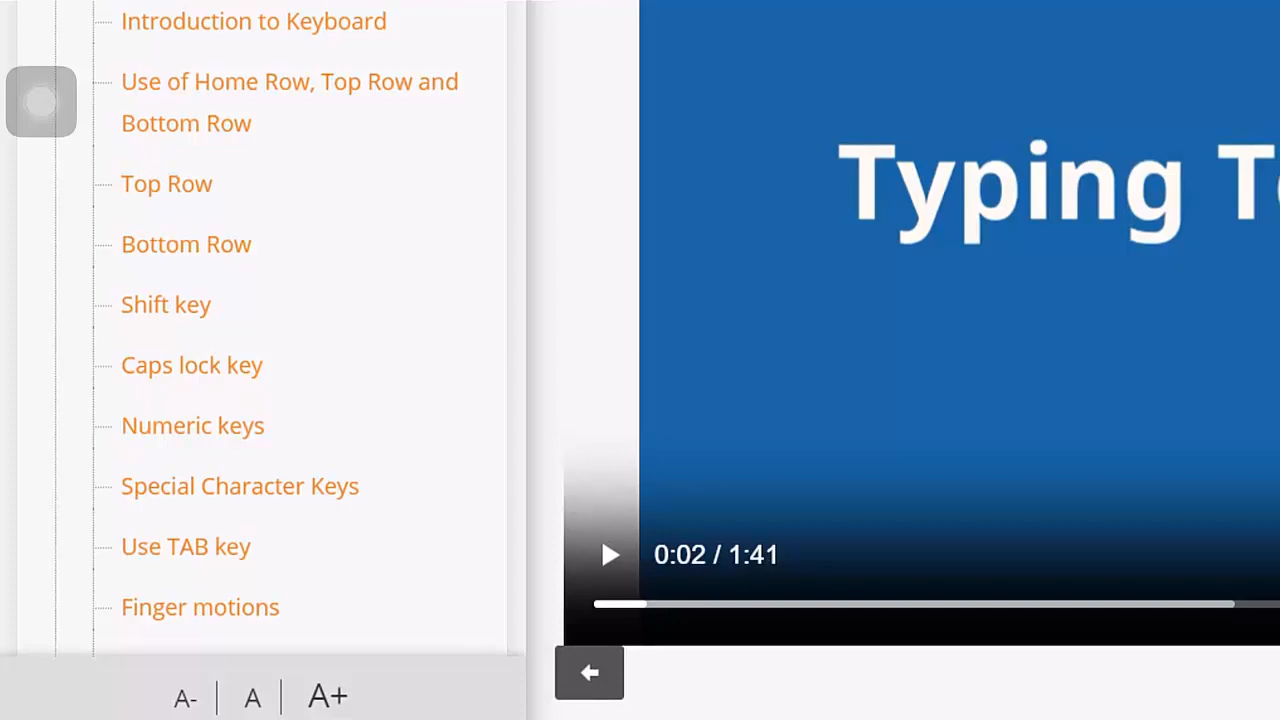 Introduction to Keyboard
Use of Home Row, Top Row and
Bottom Row
Top Row
Bottom Row
Shift key
Caps lock key
Numeric keys
Special Character Keys
Use TAB key
Finger motions
A- | A | A+
Typing
0:02 / 1:41